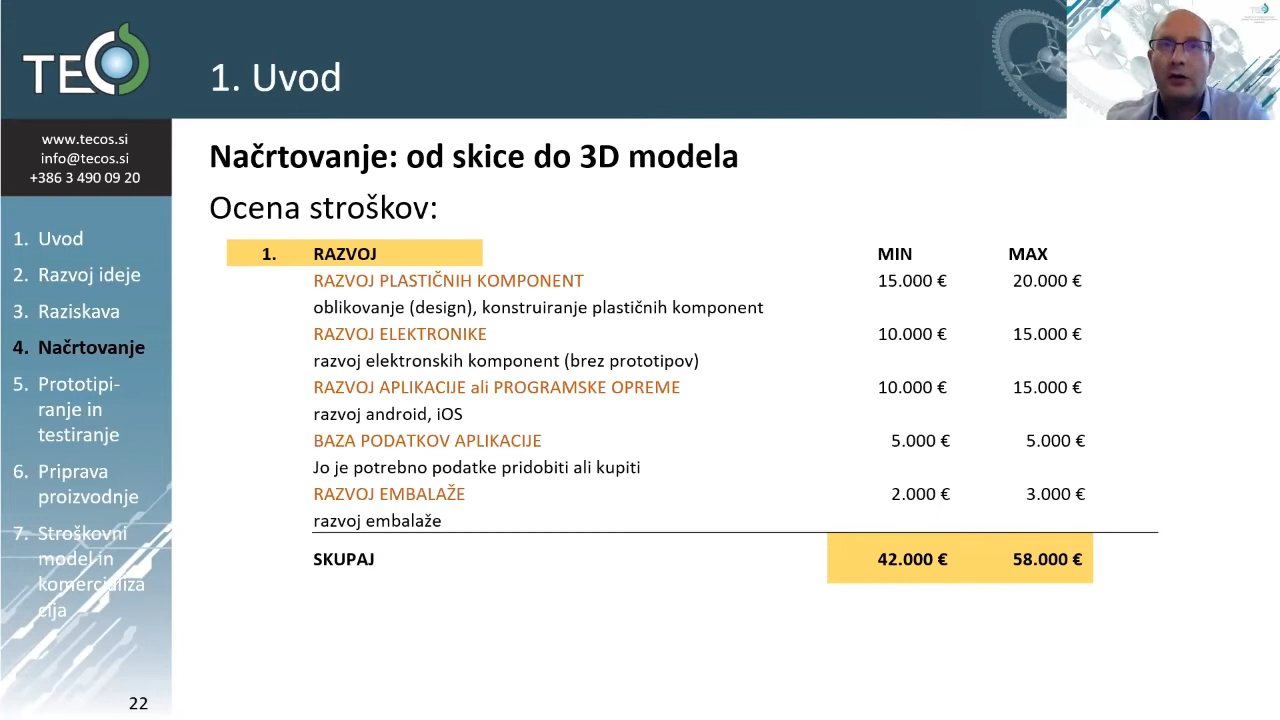 TECOS
1. Uvod
www.tecos.si
info@tecos.si
+386 3 490 09 20
1. Uvod
2. Razvoj ideje
3. Raziskava
4. Načrtovanje
5. Prototipi-
ranje in
testiranje
6. Priprava
proizvodnje
7. Stroškovni
model in
komercializa
cija
22
Načrtovanje: od skice do 3D modela
Ocena stroškov:
1. RAZVOJ MIN MAX
RAZVOJ PLASTIČNIH KOMPONENT 15.000 € 20.000 €
oblikovanje (design), konstruiranje plastičnih komponent
RAZVOJ ELEKTRONIKE 10.000 € 15.000 €
razvoj elektronskih komponent (brez prototipov)
RAZVOJ APLIKACIJE ali PROGRAMSKE OPREME 10.000 € 15.000 €
razvoj android, iOS
BAZA PODATKOV APLIKACIJE 5.000 € 5.000 €
Jo je potrebno podatke pridobiti ali kupiti
RAZVOJ EMBALAŽE 2.000 € 3.000 €
razvoj embalaže
SKUPAJ 42.000 € 58.000 €